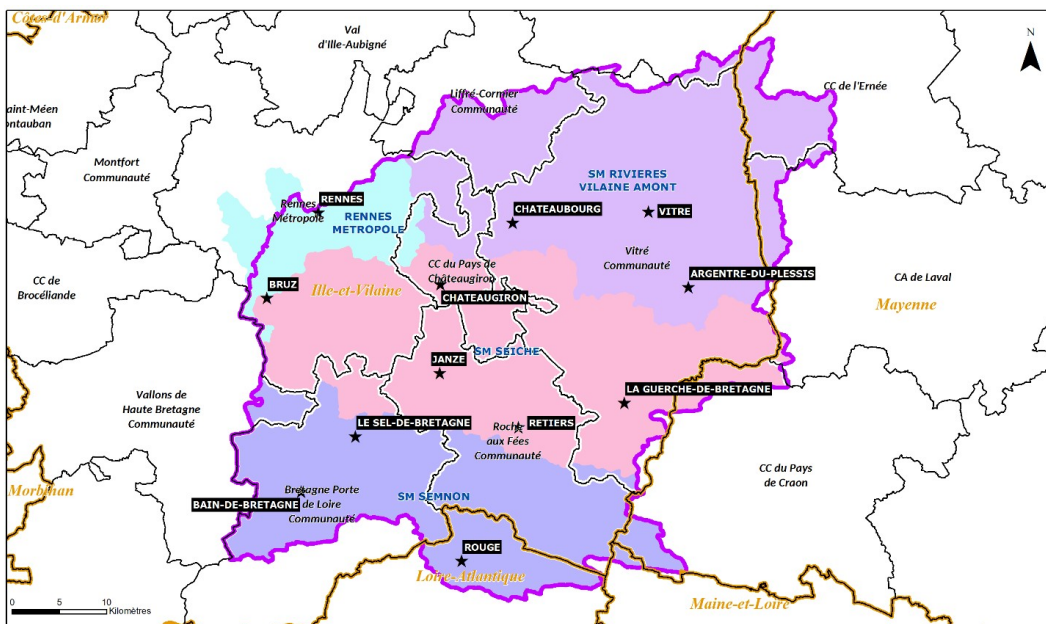 Côtes-d'Armor
Val
d'Ille-Aubigné
N
CC de l'Ernée
Liffré-Cormier
Communauté
aint-Méen
ontauban
Montfort
Communauté
SM RIVIERES
VILAINE AMONT
RENNES
Rennes
Métropole
RENNES
METROPOLE
CHATEAUBOURG
VITRE
Vitré
Communauté
CC de
Brocéliande
CC du Pays de
Châteaugiron
ARGENTRE-DU-PLESSIS
CA de Laval
BRUZ
Ille-et-Vilaine
CHATEAUGIRON
Mayenne
JANZE
SM SEICHE
LA GUERCHE-DE-BRETAGNE
Vallons de
Haute Bretagne
Communauté
LE SEL-DE-BRETAGNE
RETIERS
Roche
aux Fées
Communauté
CC du Pays
de Craon
Morbihan
BAIN-DE-BRETAGNE
Bretagne Porte
de Loire
Communauté
SM SEMNON
ROUGE
Loire-Atlantique
Maine-et-Loire
0 5 10
Kilomètres